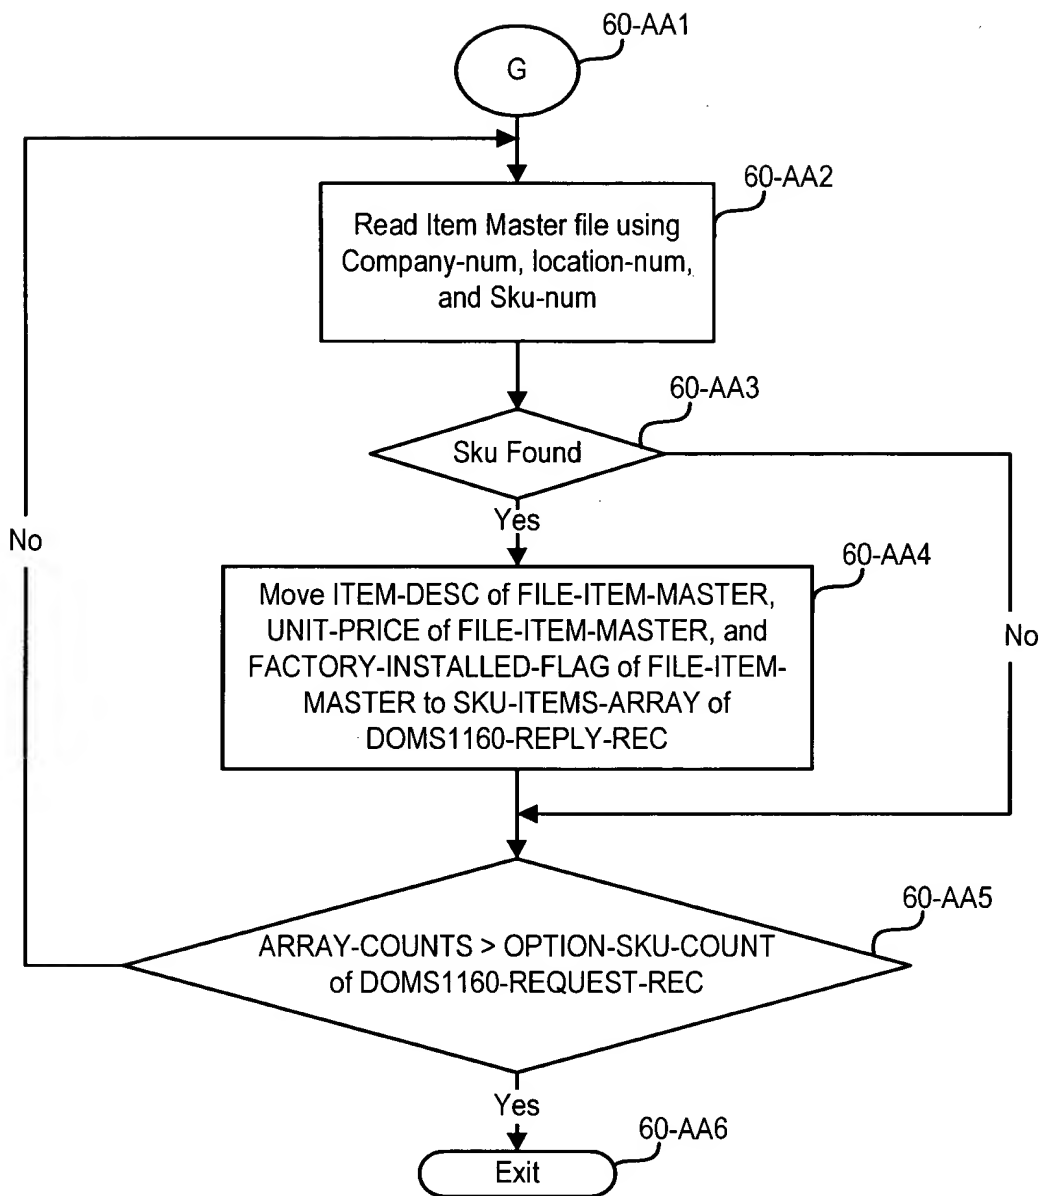 60-AA1
G
60-AA2
Read Item Master file using
Company-num, location-num,
and Sku-num
60-AA3
Sku Found
Yes
No
60-AA4
Move ITEM-DESC of FILE-ITEM-MASTER,
UNIT-PRICE of FILE-ITEM-MASTER, and
FACTORY-INSTALLED-FLAG of FILE-ITEM-
MASTER to SKU-ITEMS-ARRAY of
DOMS1160-REPLY-REC
No
60-AA5
ARRAY-COUNTS > OPTION-SKU-COUNT
of DOMS1160-REQUEST-REC
Yes
60-AA6
Exit